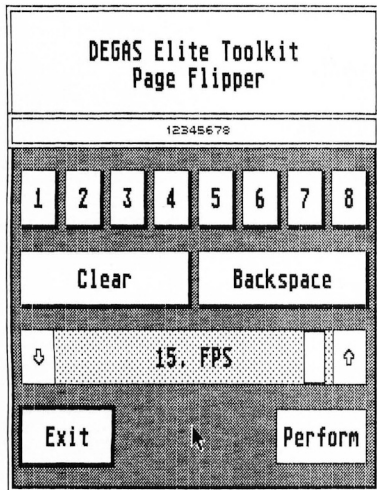 DEGAS Elite Toolkit
Page Flipper
12345678
1 2 3 4 5 6 7 8
Clear Backspace
15. FPS
Exit Perform